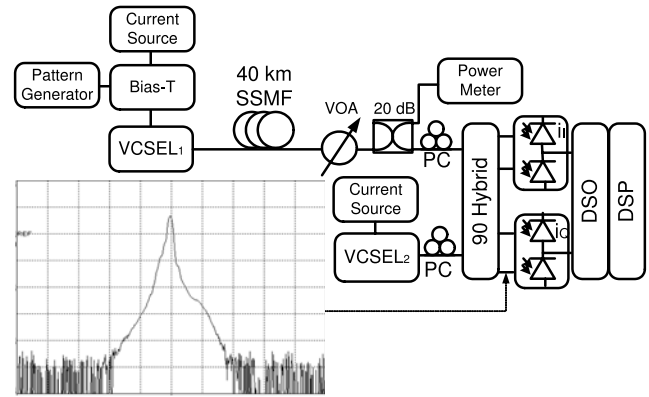 Current
Source
Pattern
Generator
Bias-T
VCSEL1
40 km
SSMF
VOA
20 dB
Power
Meter
PC
90 Hybrid
iI
iQ
DSO
DSP
Current
Source
VCSEL2
PC